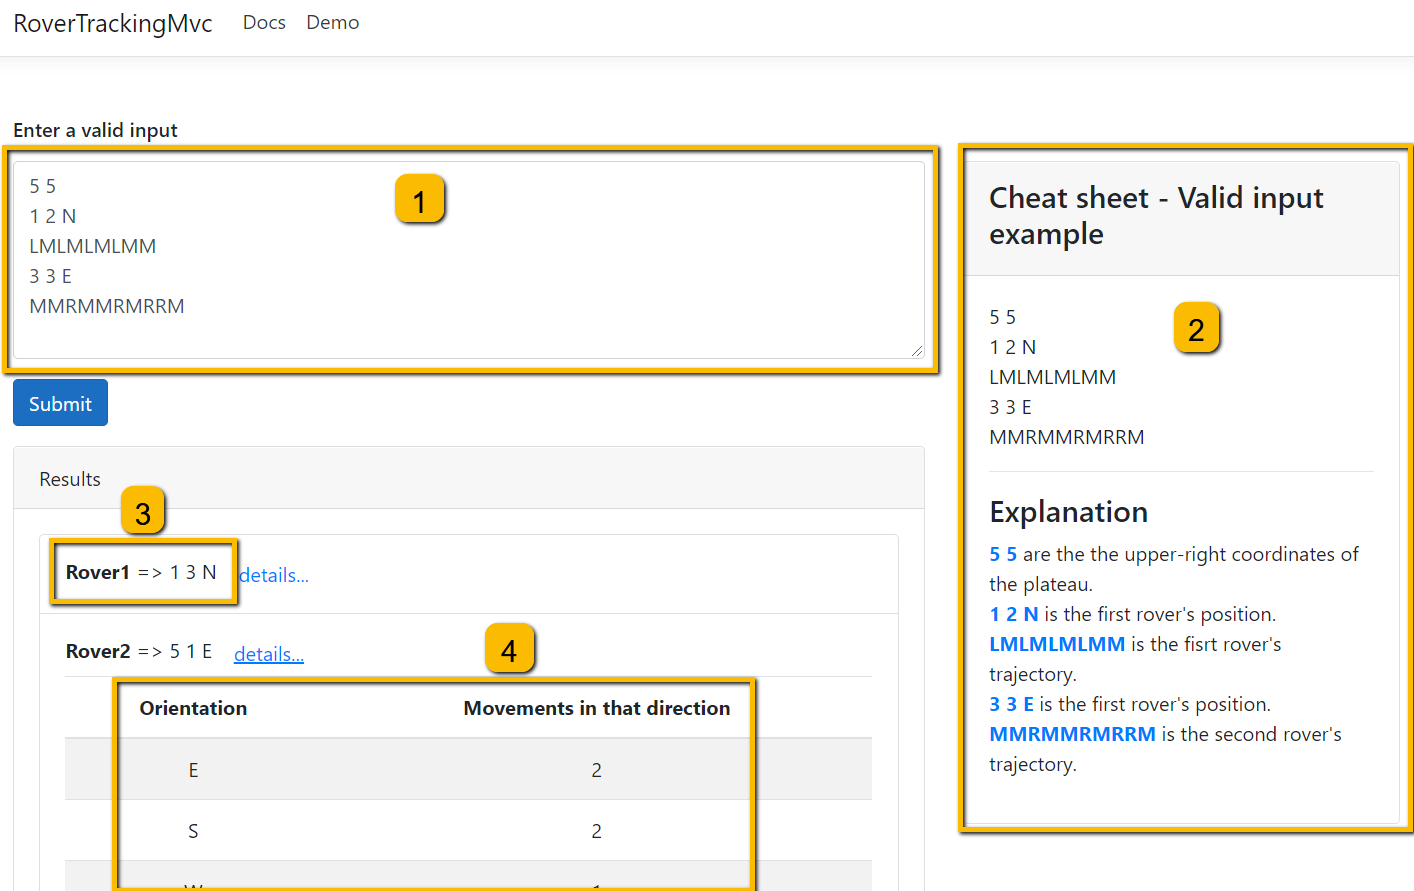 RoverTrackingMvc Docs Demo
Enter a valid input
1
5 5
1 2 N
LMLMLMLMM
3 3 E
MMRMMRMRRM
Submit
Results
3
Rover1 => 1 3 N details...
4
Rover2 => 5 1 E details...
Orientation Movements in that direction
E 2
S 2
Cheat sheet - Valid input
example
2
5 5
1 2 N
LMLMLMLMM
3 3 E
MMRMMRMRRM
Explanation
5 5 are the the upper-right coordinates of
the plateau.
1 2 N is the first rover's position.
LMLMLMLMM is the fisrt rover's
trajectory.
3 3 E is the first rover's position.
MMRMMRMRRM is the second rover's
trajectory.